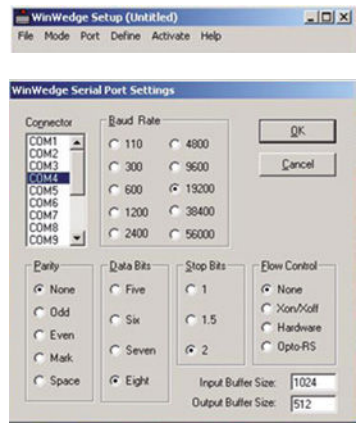 WinWedge Setup (Untitled)
File Mode Port Define Activate Help
WinWedge Serial Port Settings
Connector
COM1
COM2
COM3
COM4
COM5
COM6
COM7
COM8
COM9
Baud Rate
110 4800
300 9600
600 19200
1200 38400
2400 56000
OK
Cancel
Parity
None
Odd
Even
Mark
Space
Data Bits
Five
Six
Seven
Eight
Stop Bits
1
1.5
2
Flow Control
None
Xon/Xoff
Hardware
Opto-RS
Input Buffer Size: 1024
Output Buffer Size: 512